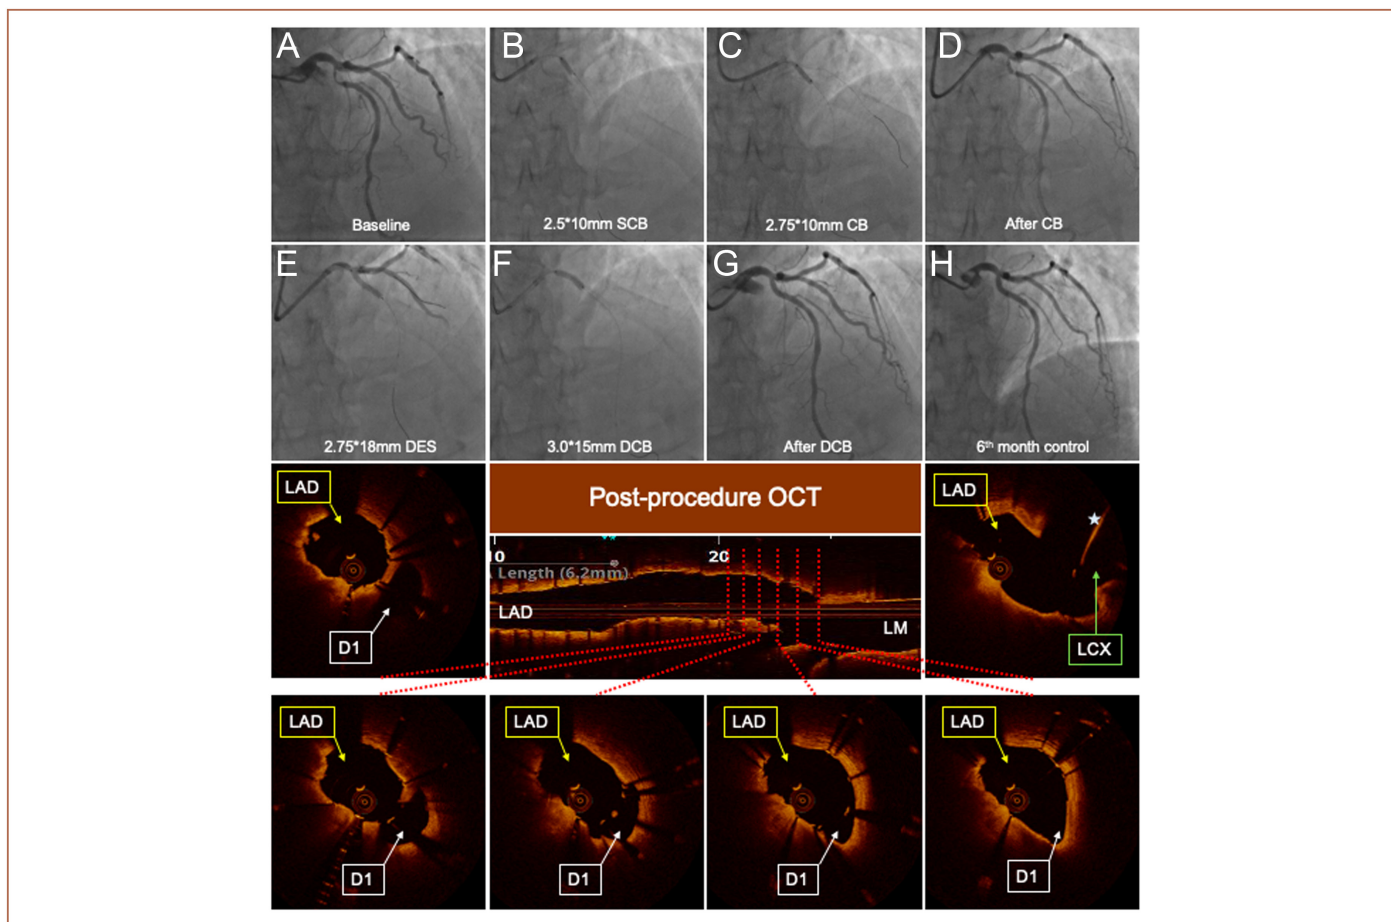 A
B
C
D
Baseline
2.5*10mm SCB
2.75*10mm CB
After CB
E
F
G
H
2.75*18mm DES
3.0*15mm DCB
After DCB
6th month control
LAD
D1
Post-procedure OCT
10
20
Length (6.2mm)
LAD
LM
LAD
LCX
LAD
D1
LAD
D1
LAD
D1
LAD
D1